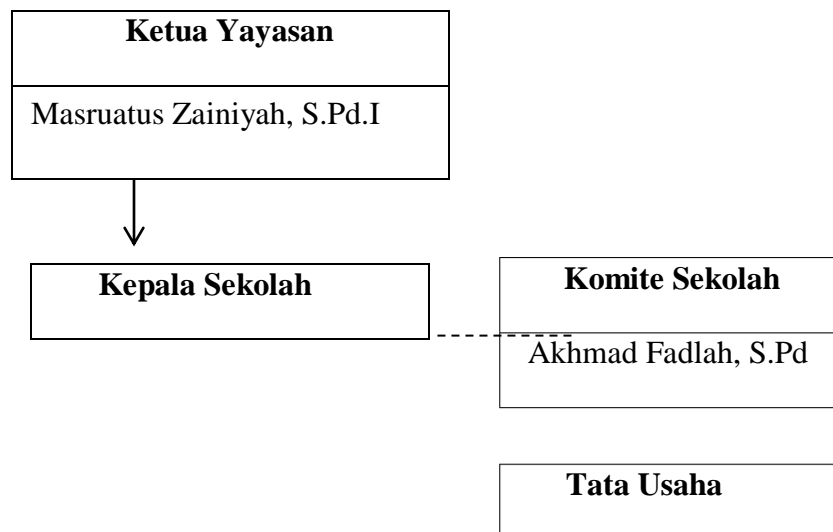 Ketua Yayasan
Masruatus Zainiyah, S.Pd.I
Kepala Sekolah
Komite Sekolah
Akhmad Fadlah, S.Pd
Tata Usaha